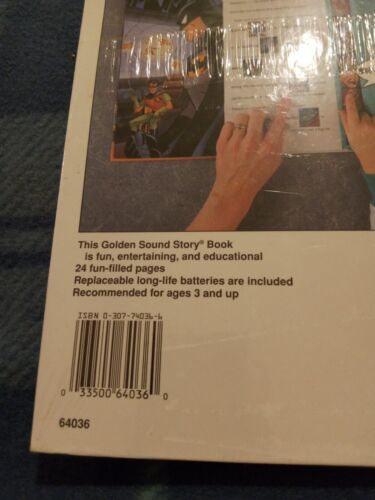 This Golden Sound Story® Book
is fun, entertaining, and educational
24 fun-filled pages
Replaceable long-life batteries are included
Recommended for ages 3 and up
ISBN 0-307-74036-6
0 33500 64036 0
64036